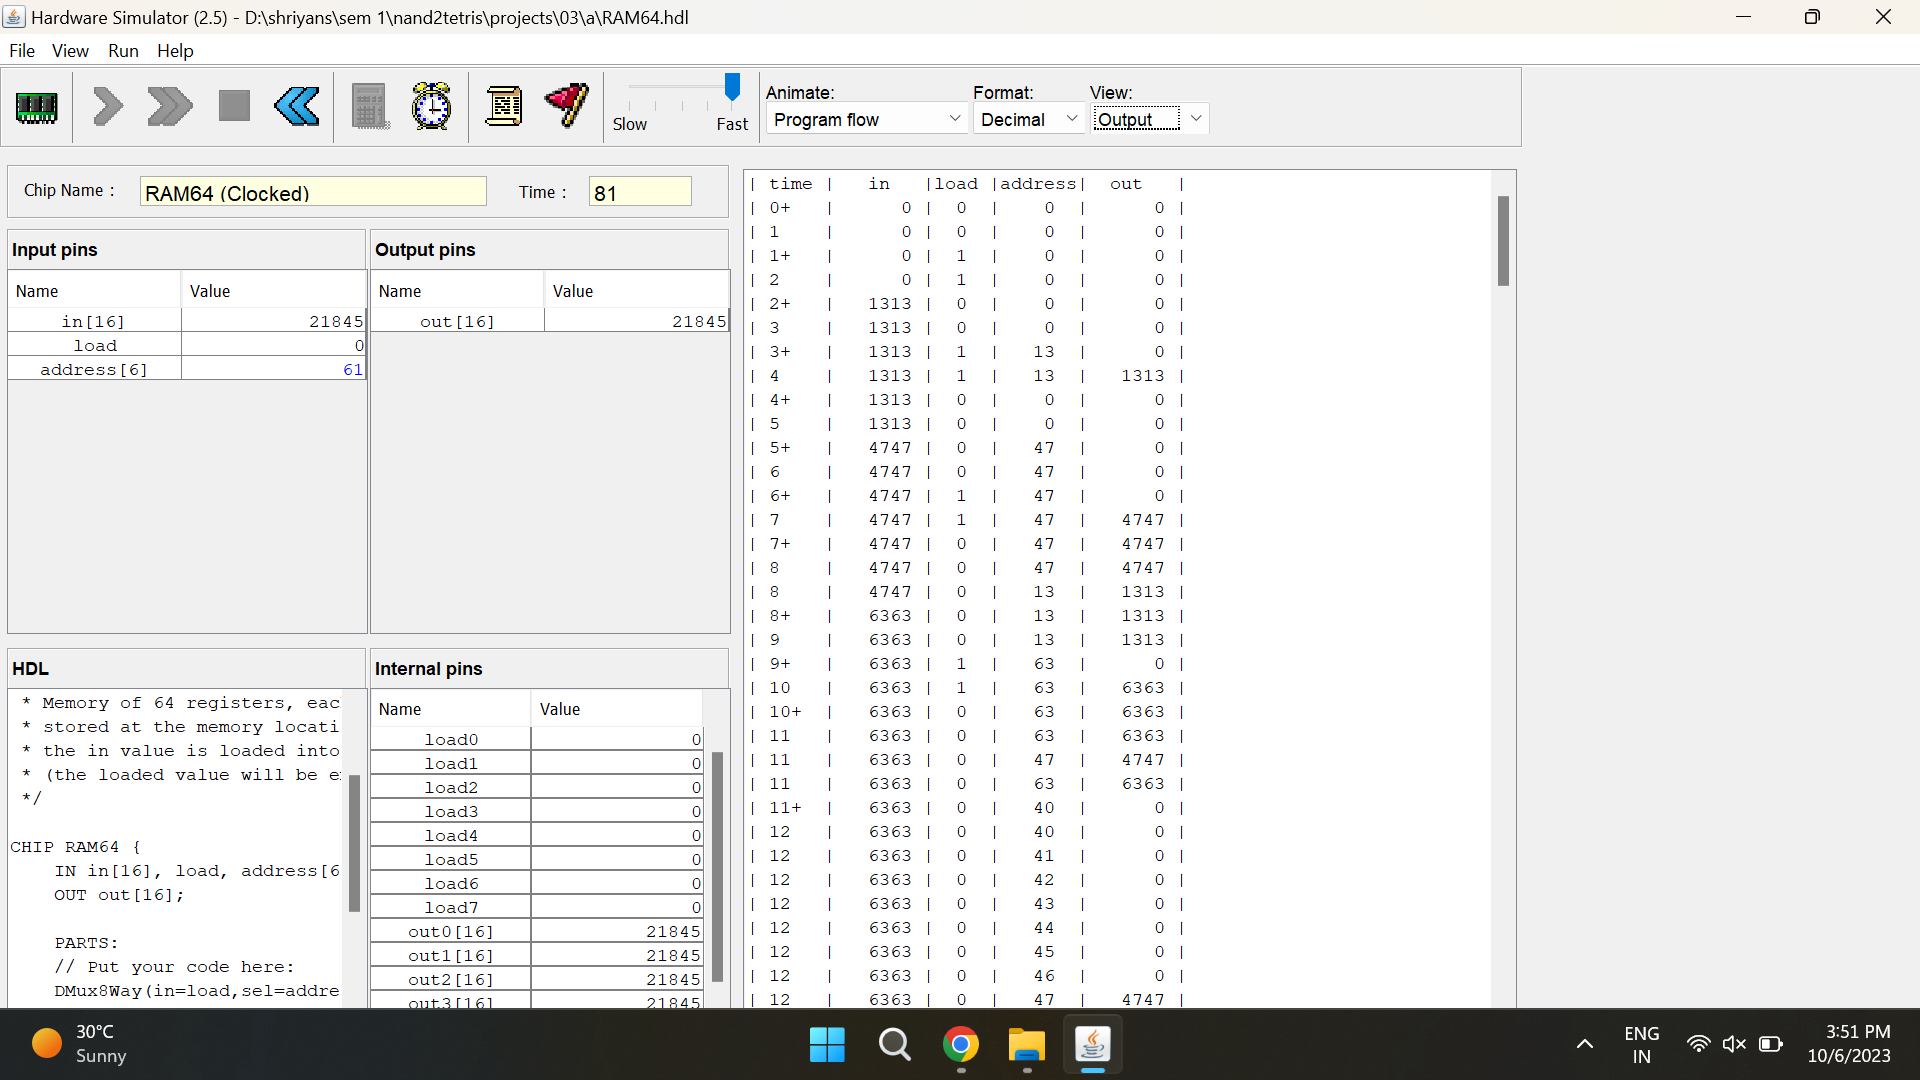 Hardware Simulator (2.5) - D:\shriyans\sem 1\nand2tetris\projects\03\a\RAM64.hdl
File View Run Help
Slow Fast
Animate: Format: View:
Program flow Decimal Output
Chip Name : RAM64 (Clocked) Time : 81
Input pins
Name Value
in[16] 21845
load 0
address[6] 61
Output pins
Name Value
out[16] 21845
HDL
* Memory of 64 registers, eac
* stored at the memory locati
* the in value is loaded into
* (the loaded value will be e
*/
CHIP RAM64 {
IN in[16], load, address[6
OUT out[16];
PARTS:
// Put your code here:
DMux8Way(in=load,sel=addre
Internal pins
Name Value
load0 0
load1 0
load2 0
load3 0
load4 0
load5 0
load6 0
load7 0
out0[16] 21845
out1[16] 21845
out2[16] 21845
out3[16] 21845
| time | in |load |address| out |
| 0+ | 0 | 0 | 0 | 0 |
| 1 | 0 | 0 | 0 | 0 |
| 1+ | 0 | 1 | 0 | 0 |
| 2 | 0 | 1 | 0 | 0 |
| 2+ | 1313 | 0 | 0 | 0 |
| 3 | 1313 | 0 | 0 | 0 |
| 3+ | 1313 | 1 | 13 | 0 |
| 4 | 1313 | 1 | 13 | 1313 |
| 4+ | 1313 | 0 | 0 | 0 |
| 5 | 1313 | 0 | 0 | 0 |
| 5+ | 4747 | 0 | 47 | 0 |
| 6 | 4747 | 0 | 47 | 0 |
| 6+ | 4747 | 1 | 47 | 0 |
| 7 | 4747 | 1 | 47 | 4747 |
| 7+ | 4747 | 0 | 47 | 4747 |
| 8 | 4747 | 0 | 47 | 4747 |
| 8 | 4747 | 0 | 13 | 1313 |
| 8+ | 6363 | 0 | 13 | 1313 |
| 9 | 6363 | 0 | 13 | 1313 |
| 9+ | 6363 | 1 | 63 | 0 |
| 10 | 6363 | 1 | 63 | 6363 |
| 10+ | 6363 | 0 | 63 | 6363 |
| 11 | 6363 | 0 | 63 | 6363 |
| 11 | 6363 | 0 | 47 | 4747 |
| 11 | 6363 | 0 | 63 | 6363 |
| 11+ | 6363 | 0 | 40 | 0 |
| 12 | 6363 | 0 | 40 | 0 |
| 12 | 6363 | 0 | 41 | 0 |
| 12 | 6363 | 0 | 42 | 0 |
| 12 | 6363 | 0 | 43 | 0 |
| 12 | 6363 | 0 | 44 | 0 |
| 12 | 6363 | 0 | 45 | 0 |
| 12 | 6363 | 0 | 46 | 0 |
| 12 | 6363 | 0 | 47 | 4747 |
30°C
Sunny
ENG
IN
3:51 PM
10/6/2023